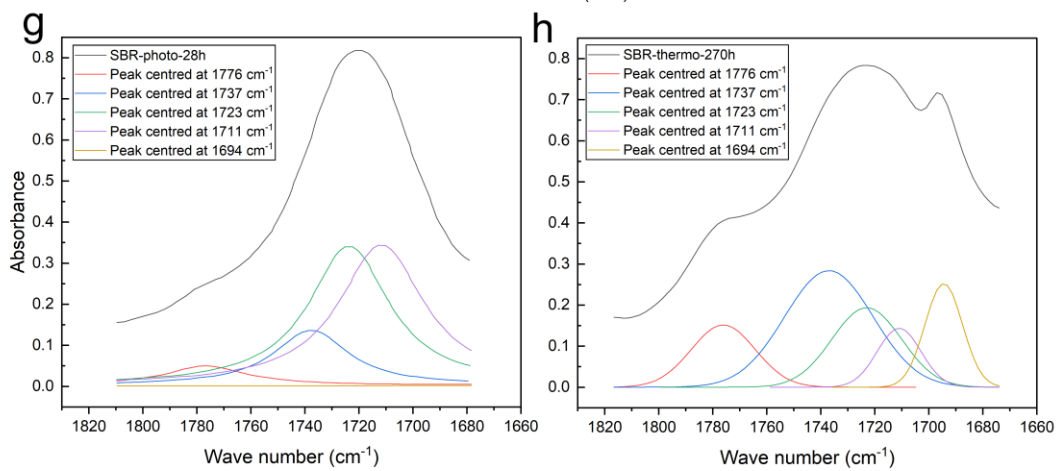 g
SBR-photo-28h
Peak centred at 1776 cm⁻¹
Peak centred at 1737 cm⁻¹
Peak centred at 1723 cm⁻¹
Peak centred at 1711 cm⁻¹
Peak centred at 1694 cm⁻¹
0.8
0.7
0.6
0.5
0.4
0.3
0.2
0.1
0.0
Absorbance
1820 1800 1780 1760 1740 1720 1700 1680 1660
Wave number (cm⁻¹)
h
SBR-thermo-270h
Peak centred at 1776 cm⁻¹
Peak centred at 1737 cm⁻¹
Peak centred at 1723 cm⁻¹
Peak centred at 1711 cm⁻¹
Peak centred at 1694 cm⁻¹
0.8
0.7
0.6
0.5
0.4
0.3
0.2
0.1
0.0
1820 1800 1780 1760 1740 1720 1700 1680 1660
Wave number (cm⁻¹)